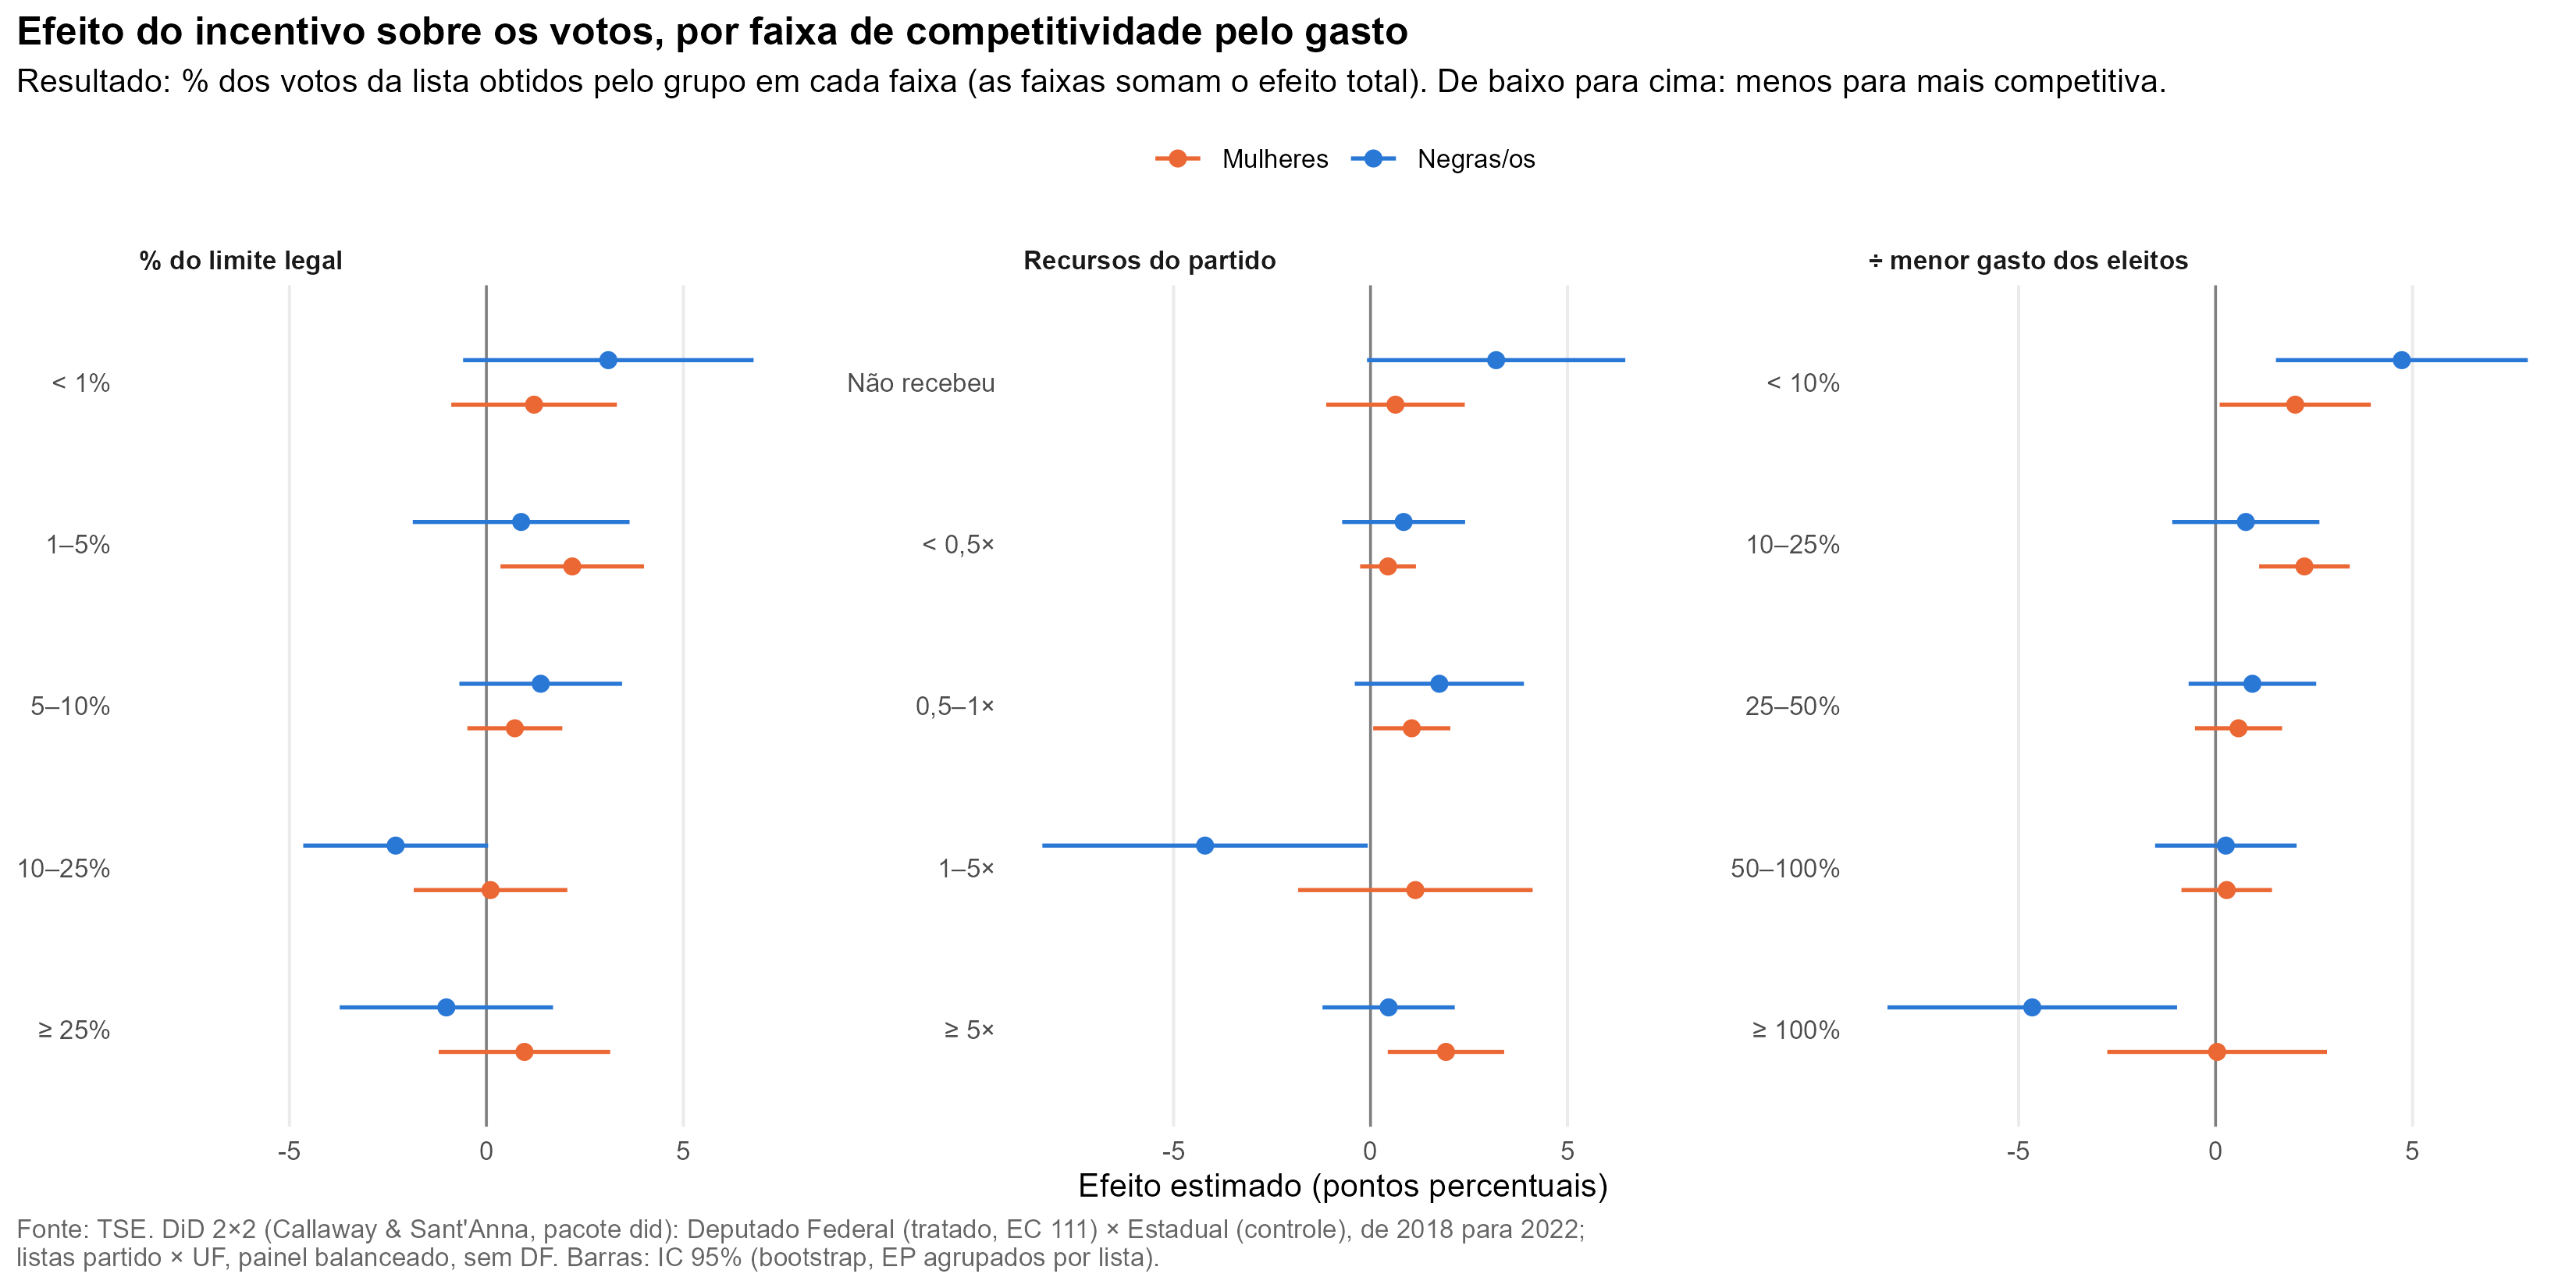 Efeito do incentivo sobre os votos, por faixa de competitividade pelo gasto
Resultado: % dos votos da lista obtidos pelo grupo em cada faixa (as faixas somam o efeito total). De baixo para cima: menos para mais competitiva.
Mulheres
Negras/os
% do limite legal
< 1%
1–5%
5–10%
10–25%
≥ 25%
-5
0
5
Recursos do partido
Não recebeu
< 0,5×
0,5–1×
1–5×
≥ 5×
-5
0
5
÷ menor gasto dos eleitos
< 10%
10–25%
25–50%
50–100%
≥ 100%
-5
0
5
Efeito estimado (pontos percentuais)
Fonte: TSE. DiD 2×2 (Callaway & Sant'Anna, pacote did): Deputado Federal (tratado, EC 111) × Estadual (controle), de 2018 para 2022;
listas partido × UF, painel balanceado, sem DF. Barras: IC 95% (bootstrap, EP agrupados por lista).